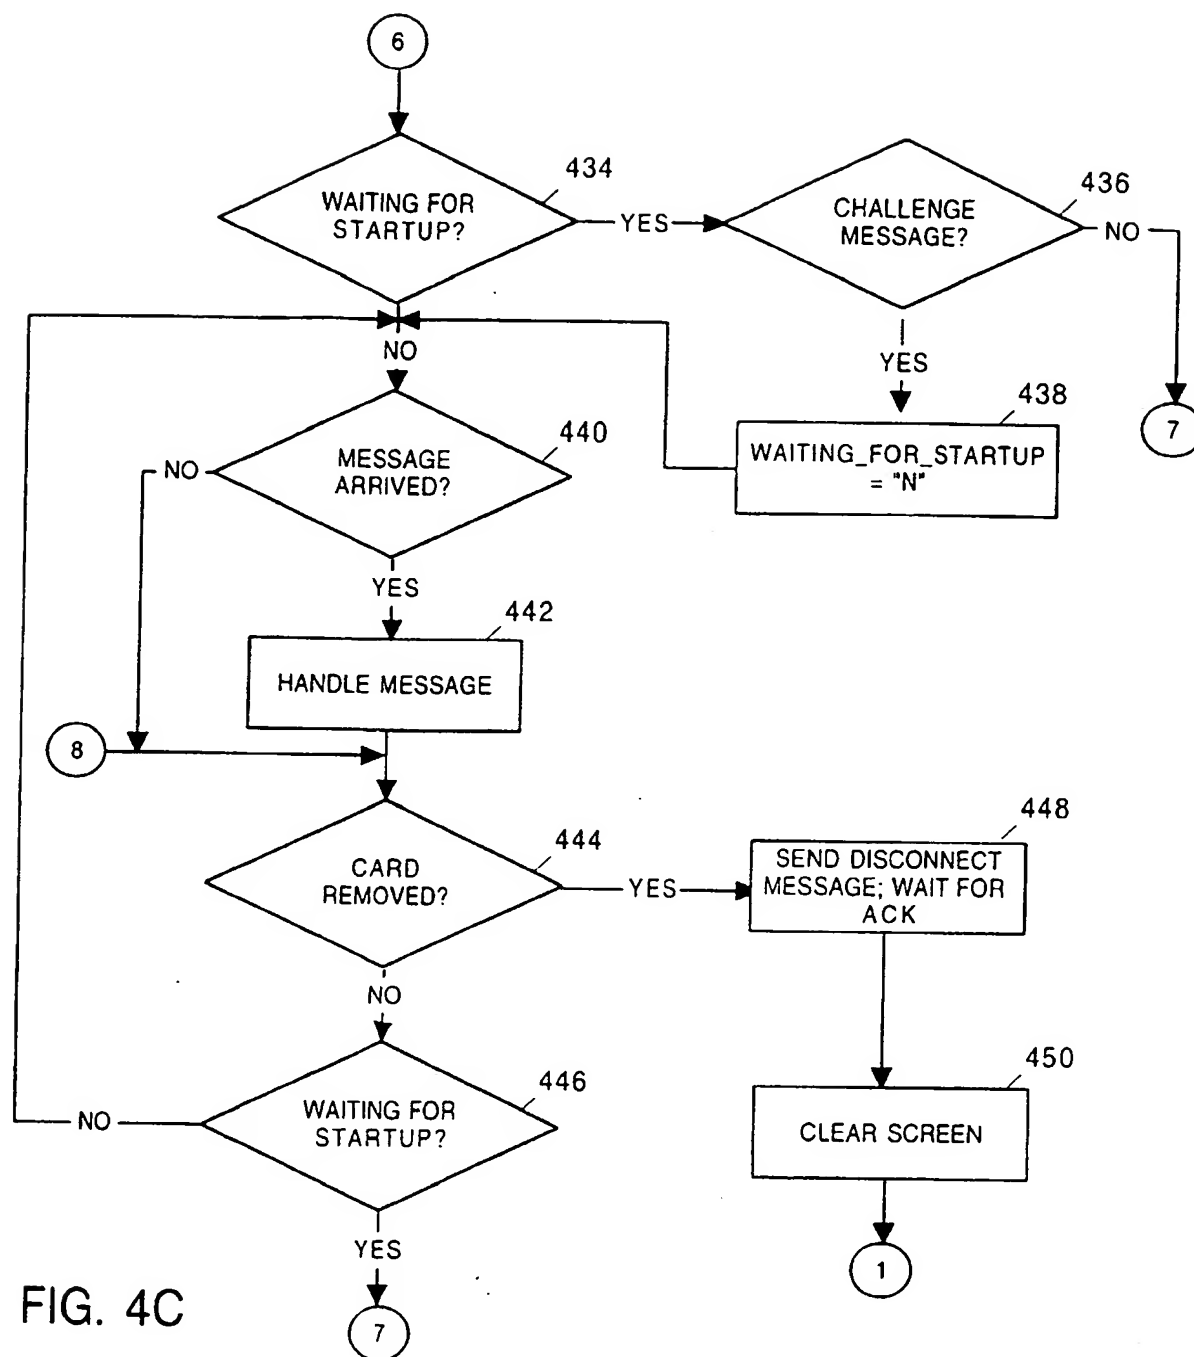 6
434
WAITING FOR
STARTUP?
YES
436
CHALLENGE
MESSAGE?
NO
7
NO
YES
438
WAITING_FOR_STARTUP
= "N"
440
MESSAGE
ARRIVED?
NO
YES
442
HANDLE MESSAGE
8
444
CARD
REMOVED?
YES
448
SEND DISCONNECT
MESSAGE; WAIT FOR
ACK
NO
446
WAITING FOR
STARTUP?
NO
450
CLEAR SCREEN
YES
1
7
FIG. 4C